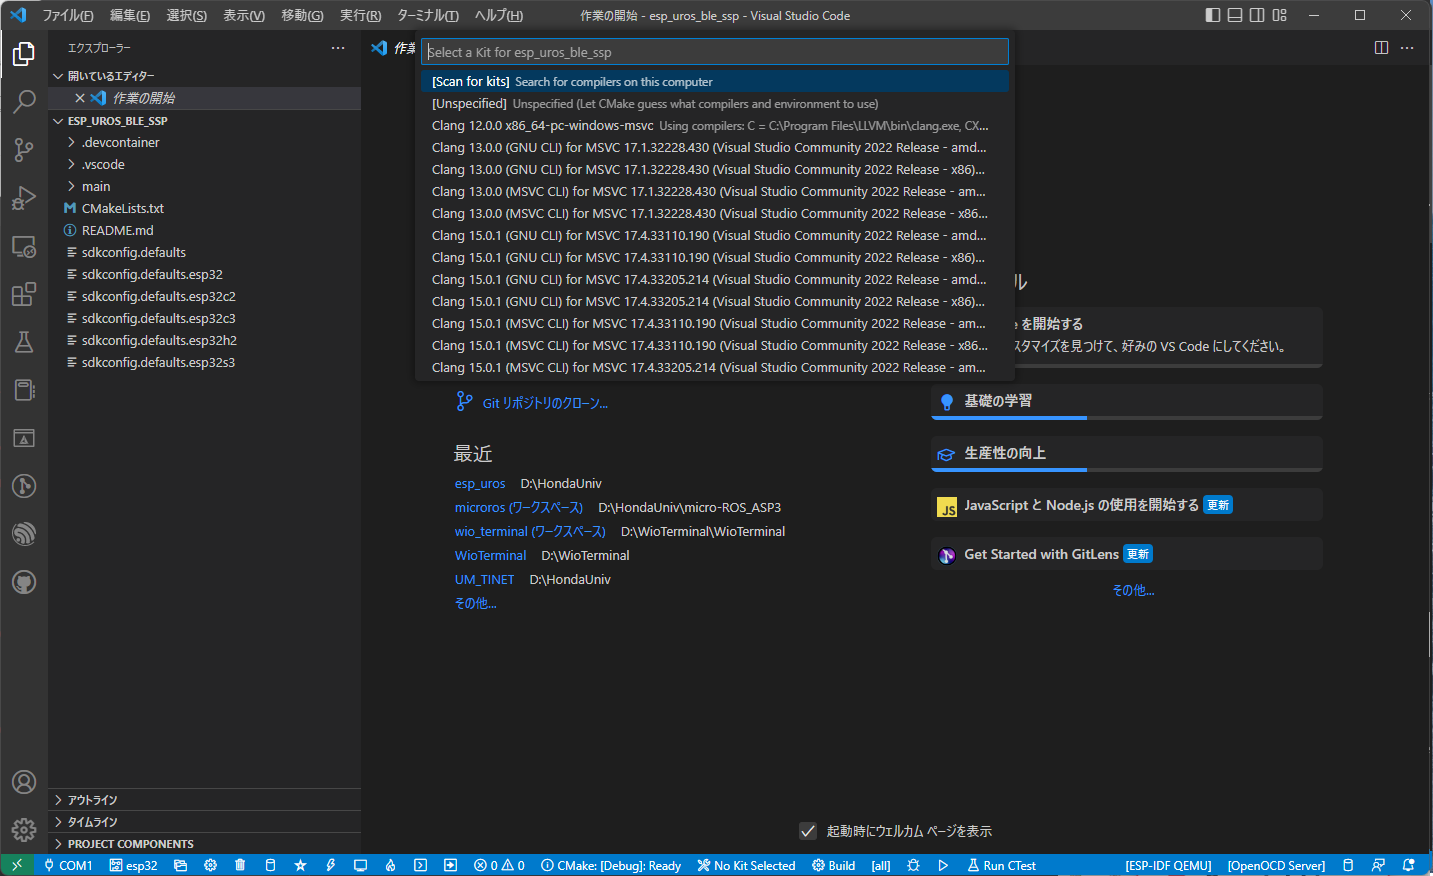 ファイル(F) 編集(E) 選択(S) 表示(V) 移動(G) 実行(R) ターミナル(T) ヘルプ(H) 作業の開始 - esp_uros_ble_ssp - Visual Studio Code
エクスプローラー
開いているエディター
作業の開始
ESP_UROS_BLE_SSP
.devcontainer
.vscode
main
CMakeLists.txt
README.md
sdkconfig.defaults
sdkconfig.defaults.esp32
sdkconfig.defaults.esp32c2
sdkconfig.defaults.esp32c3
sdkconfig.defaults.esp32h2
sdkconfig.defaults.esp32s3
アウトライン
タイムライン
PROJECT COMPONENTS
作業
Select a Kit for esp_uros_ble_ssp
[Scan for kits] Search for compilers on this computer
[Unspecified] Unspecified (Let CMake guess what compilers and environment to use)
Clang 12.0.0 x86_64-pc-windows-msvc Using compilers: C = C:\Program Files\LLVM\bin\clang.exe, CX...
Clang 13.0.0 (GNU CLI) for MSVC 17.1.32228.430 (Visual Studio Community 2022 Release - amd...
Clang 13.0.0 (GNU CLI) for MSVC 17.1.32228.430 (Visual Studio Community 2022 Release - x86)...
Clang 13.0.0 (MSVC CLI) for MSVC 17.1.32228.430 (Visual Studio Community 2022 Release - am...
Clang 13.0.0 (MSVC CLI) for MSVC 17.1.32228.430 (Visual Studio Community 2022 Release - x86...
Clang 15.0.1 (GNU CLI) for MSVC 17.4.33110.190 (Visual Studio Community 2022 Release - amd...
Clang 15.0.1 (GNU CLI) for MSVC 17.4.33110.190 (Visual Studio Community 2022 Release - x86)...
Clang 15.0.1 (GNU CLI) for MSVC 17.4.33205.214 (Visual Studio Community 2022 Release - amd...
Clang 15.0.1 (GNU CLI) for MSVC 17.4.33205.214 (Visual Studio Community 2022 Release - x86)...
Clang 15.0.1 (MSVC CLI) for MSVC 17.4.33110.190 (Visual Studio Community 2022 Release - am...
Clang 15.0.1 (MSVC CLI) for MSVC 17.4.33110.190 (Visual Studio Community 2022 Release - x86...
Clang 15.0.1 (MSVC CLI) for MSVC 17.4.33205.214 (Visual Studio Community 2022 Release - am...
Git リポジトリのクローン...
最近
esp_uros D:\HondaUniv
microros (ワークスペース) D:\HondaUniv\micro-ROS_ASP3
wio_terminal (ワークスペース) D:\WioTerminal\WioTerminal
WioTerminal D:\WioTerminal
UM_TINET D:\HondaUniv
その他...
ル
e を開始する
スタマイズを見つけて、好みの VS Code にしてください。
基礎の学習
生産性の向上
JS JavaScript と Node.js の使用を開始する 更新
Get Started with GitLens 更新
その他...
起動時にウェルカム ページを表示
COM1 esp32 0 0 CMake: [Debug]: Ready No Kit Selected Build [all] Run CTest [ESP-IDF QEMU] [OpenOCD Server]